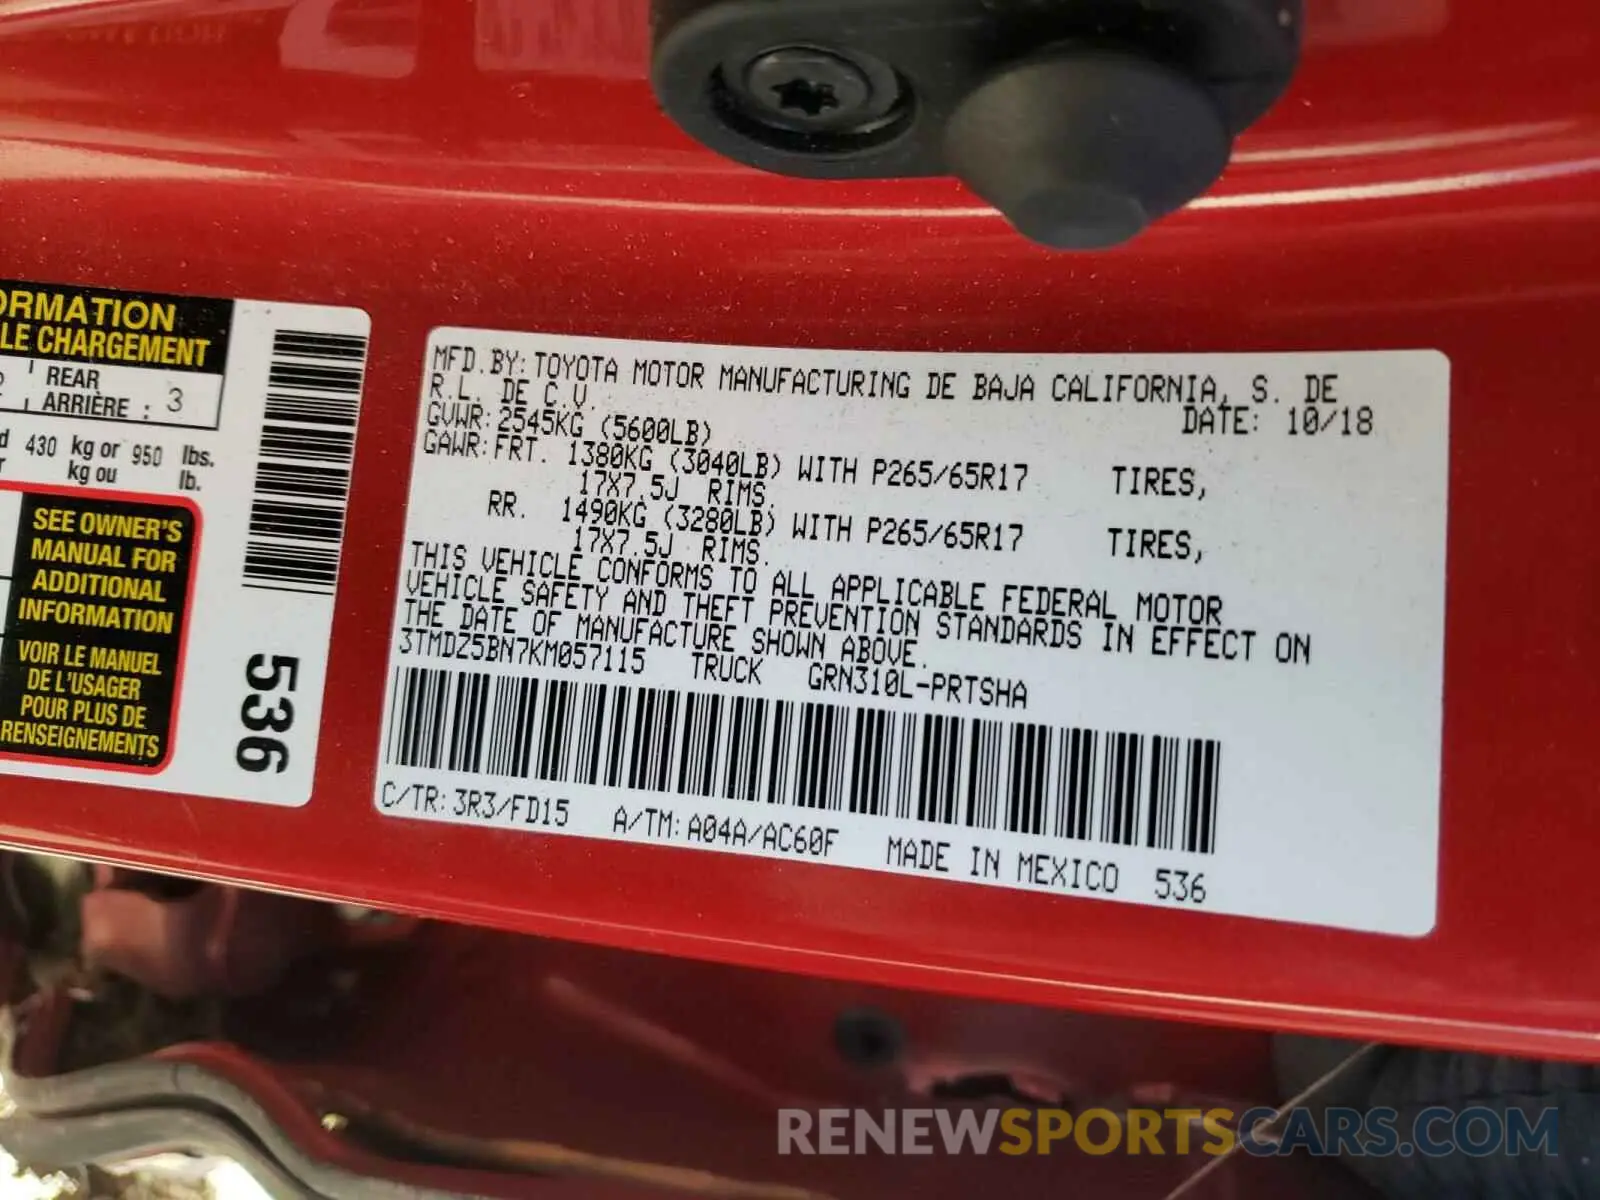 ORMATION
LE CHARGEMENT
REAR
ARRIÈRE : 3
430 kg or 950 lbs.
kg ou lb.
SEE OWNER'S
MANUAL FOR
ADDITIONAL
INFORMATION
VOIR LE MANUEL
DE L'USAGER
POUR PLUS DE
RENSEIGNEMENTS
536
MFD.BY: TOYOTA MOTOR MANUFACTURING DE BAJA CALIFORNIA, S. DE
R.L. DE C.V. DATE: 10/18
GVWR: 2545KG (5600LB)
GAWR: FRT. 1380KG (3040LB) WITH P265/65R17 TIRES,
17X7.5J RIMS.
RR. 1490KG (3280LB) WITH P265/65R17 TIRES,
17X7.5J RIMS.
THIS VEHICLE CONFORMS TO ALL APPLICABLE FEDERAL MOTOR
VEHICLE SAFETY AND THEFT PREVENTION STANDARDS IN EFFECT ON
THE DATE OF MANUFACTURE SHOWN ABOVE.
3TMDZ5BN7KM057115 TRUCK GRN310L-PRTSHA
C/TR: 3R3/FD15 A/TM: A04A/AC60F MADE IN MEXICO 536
RENEWSPORTSCARS.COM